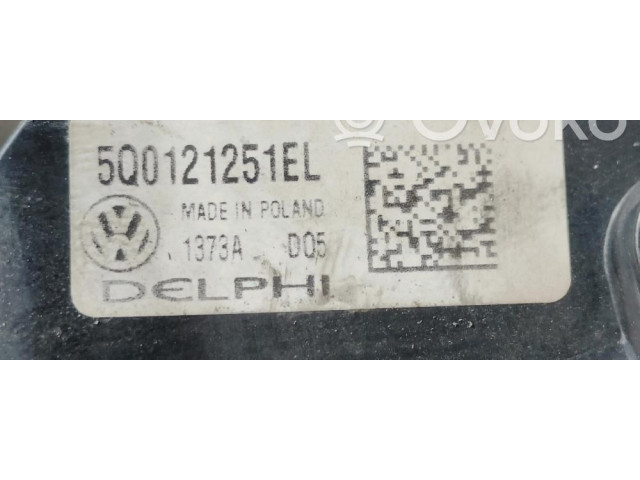 Ovoko
5Q0121251EL
MADE IN POLAND
1373A D05
DELPHI